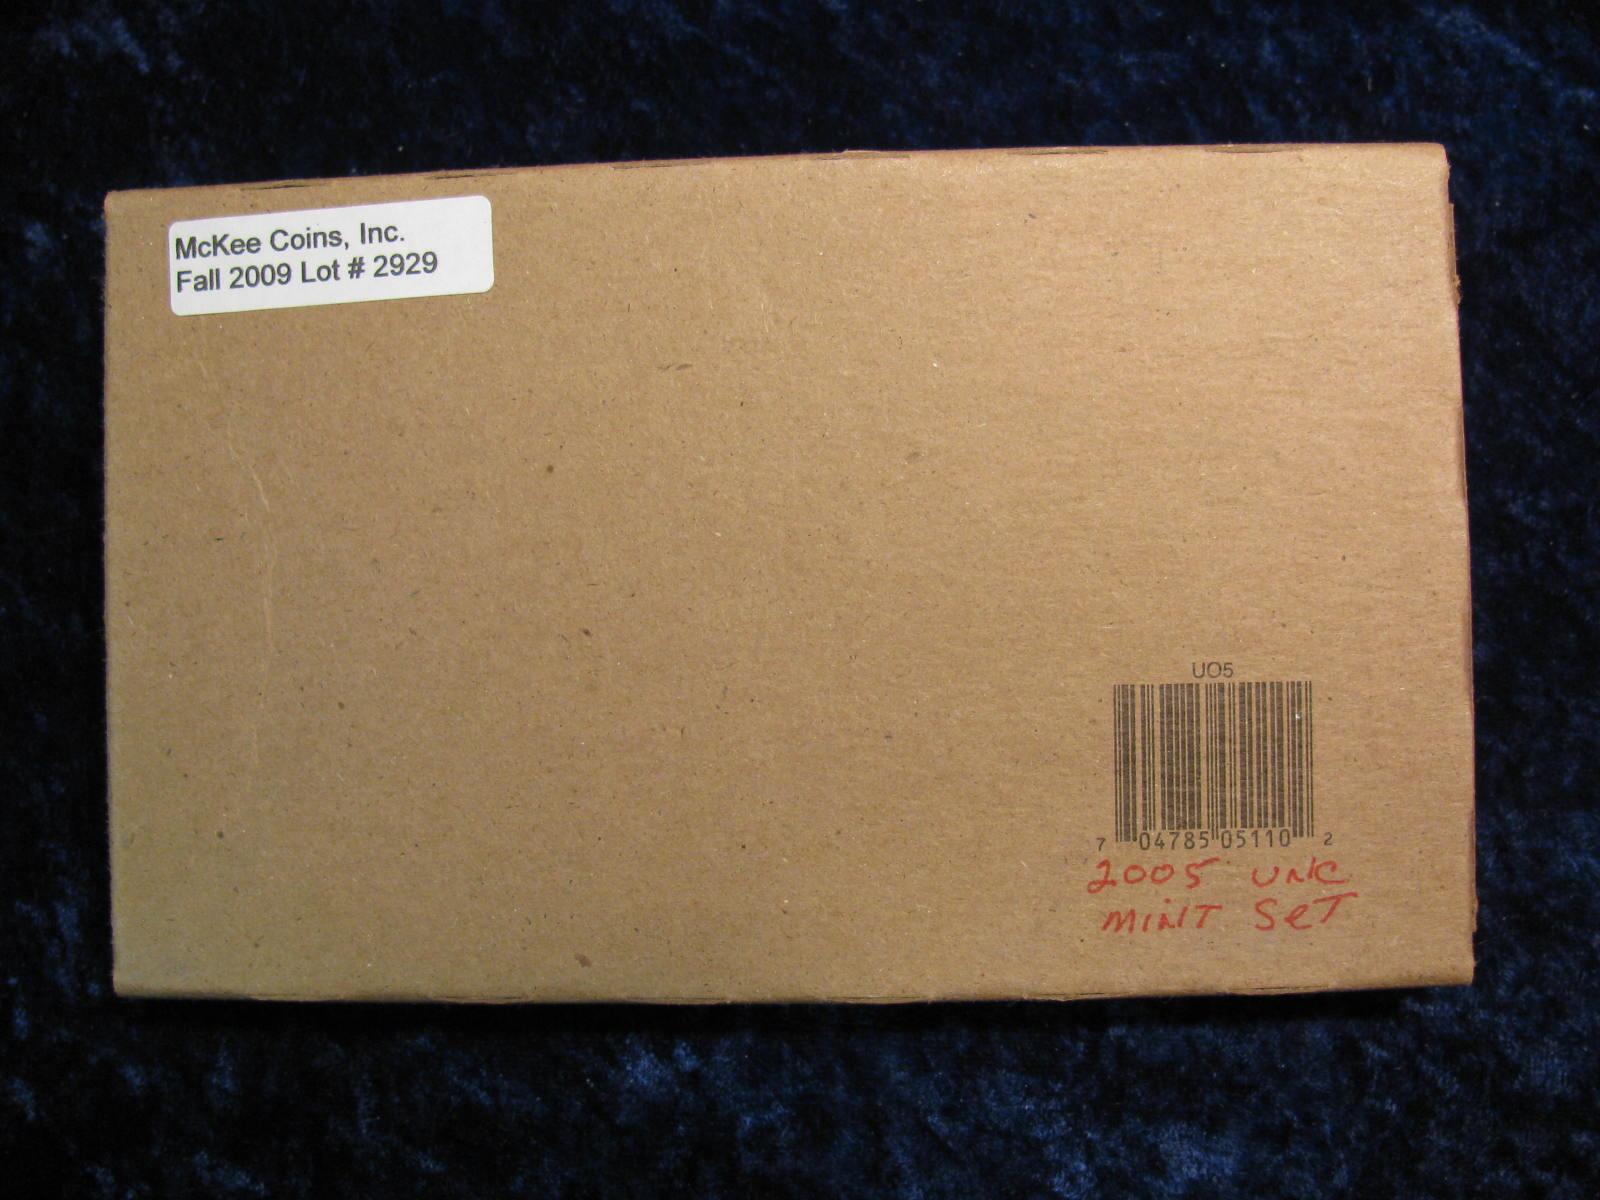 McKee Coins, Inc.
Fall 2009 Lot # 2929
UO5
7 04785 05110 2
2005 UNC
MINT SeT